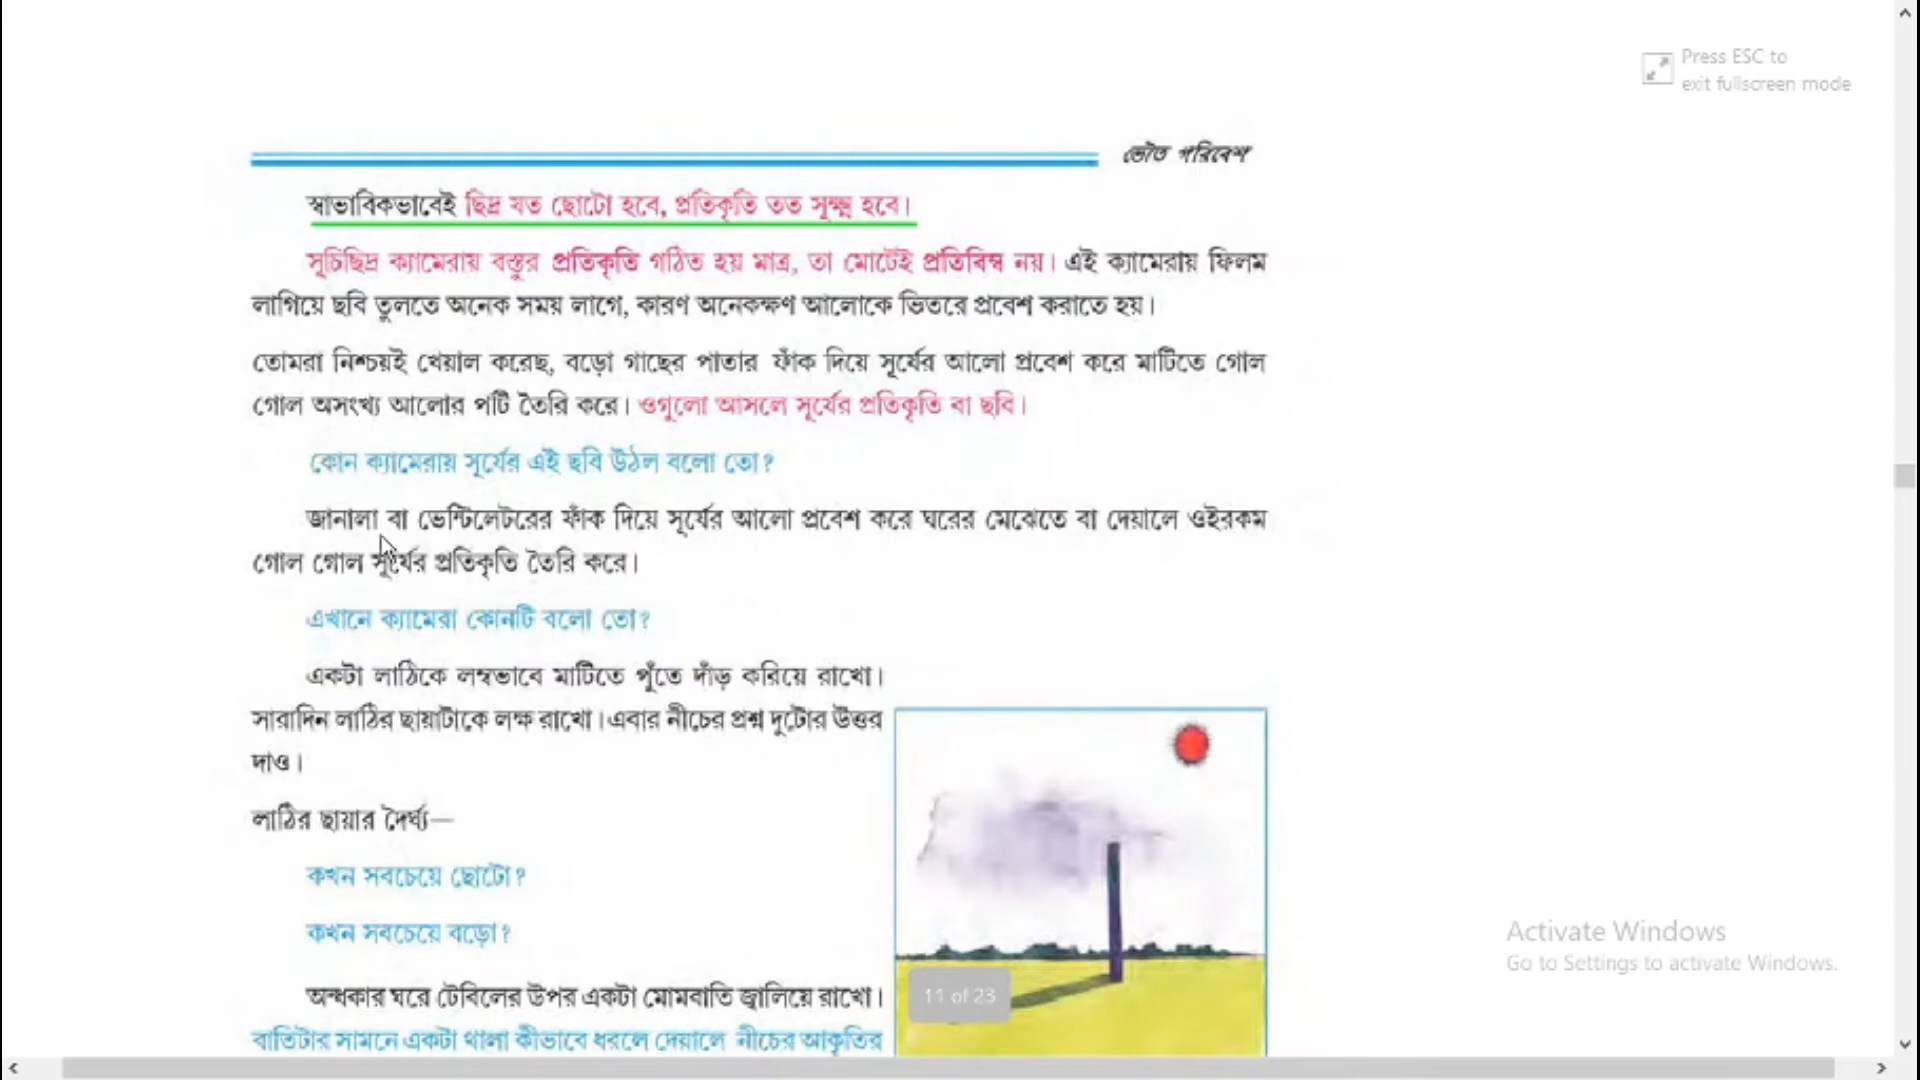 Press ESC to
exit fullscreen mode
ভৌত পরিবেশ
স্বাভাবিকভাবেই ছিদ্র যত ছোটো হবে, প্রতিকৃতি তত সূক্ষ্ম হবে।
সূচিছিদ্র ক্যামেরায় বস্তুর প্রতিকৃতি গঠিত হয় মাত্র, তা মোটেই প্রতিবিম্ব নয়। এই ক্যামেরায় ফিলম
লাগিয়ে ছবি তুলতে অনেক সময় লাগে, কারণ অনেকক্ষণ আলোকে ভিতরে প্রবেশ করাতে হয়।
তোমরা নিশ্চয়ই খেয়াল করেছ, বড়ো গাছের পাতার ফাঁক দিয়ে সূর্যের আলো প্রবেশ করে মাটিতে গোল
গোল অসংখ্য আলোর পটি তৈরি করে। ওগুলো আসলে সূর্যের প্রতিকৃতি বা ছবি।
কোন ক্যামেরায় সূর্যের এই ছবি উঠল বলো তো?
জানালা বা ভেন্টিলেটরের ফাঁক দিয়ে সূর্যের আলো প্রবেশ করে ঘরের মেঝেতে বা দেয়ালে ওইরকম
গোল গোল সূর্যের প্রতিকৃতি তৈরি করে।
এখানে ক্যামেরা কোনটি বলো তো?
একটা লাঠিকে লম্বভাবে মাটিতে পুঁতে দাঁড় করিয়ে রাখো।
সারাদিন লাঠির ছায়াটাকে লক্ষ রাখো। এবার নীচের প্রশ্ন দুটোর উত্তর
দাও।
লাঠির ছায়ার দৈর্ঘ্য—
কখন সবচেয়ে ছোটো?
কখন সবচেয়ে বড়ো?
অন্ধকার ঘরে টেবিলের উপর একটা মোমবাতি জ্বালিয়ে রাখো।
বাতিটার সামনে একটা থালা কীভাবে ধরলে দেয়ালে নীচের আকৃতির
11 of 23
Activate Windows
Go to Settings to activate Windows.